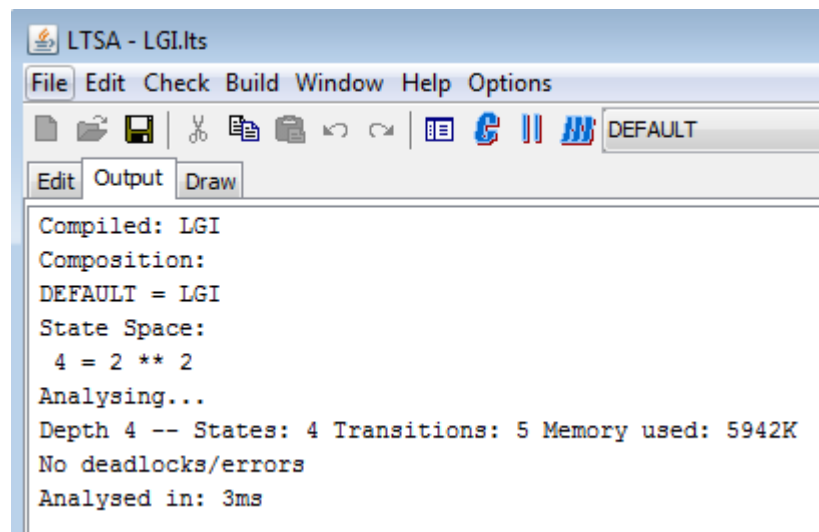 LTSA - LGI.lts
File Edit Check Build Window Help Options
DEFAULT
Edit Output Draw
Compiled: LGI
Composition:
DEFAULT = LGI
State Space:
4 = 2 ** 2
Analysing...
Depth 4 -- States: 4 Transitions: 5 Memory used: 5942K
No deadlocks/errors
Analysed in: 3ms